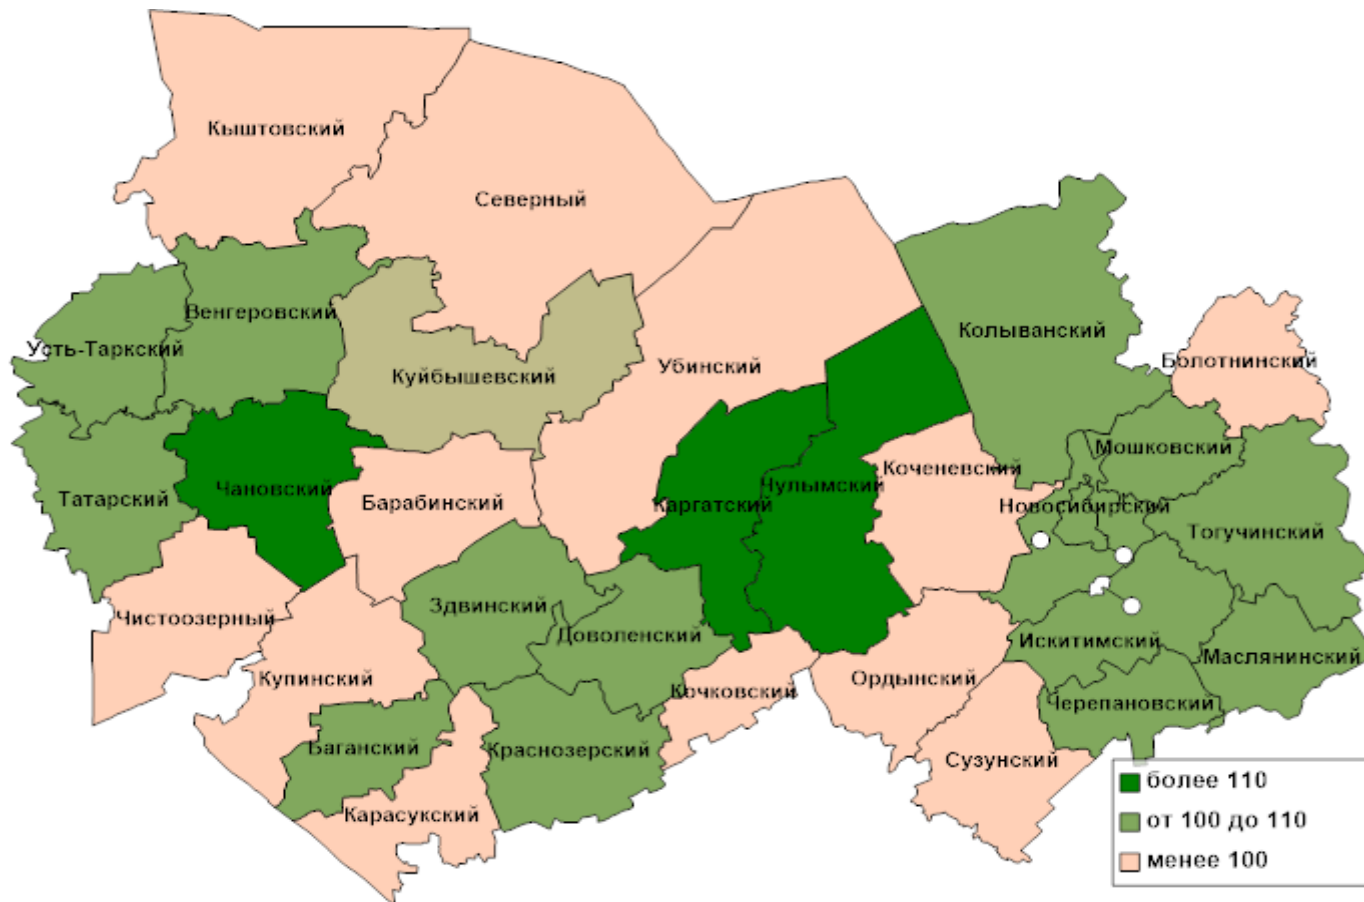 Кыштовский
Северный
Венгеровский
Усть-Таркский
Колыванский
Убинский
Болотнинский
Куйбышевский
Мошковский
Коченевский
Чановский
Чулымский
Татарский
Барабинский
Каргатский
Новосибирский
Тогучинский
Здвинский
Чистоозерный
Доволенский
Искитимский
Маслянинский
Купинский
Кочковский
Ордынский
Черепановский
Баганский
Краснозерский
Сузунский
Карасукский
более 110
от 100 до 110
менее 100